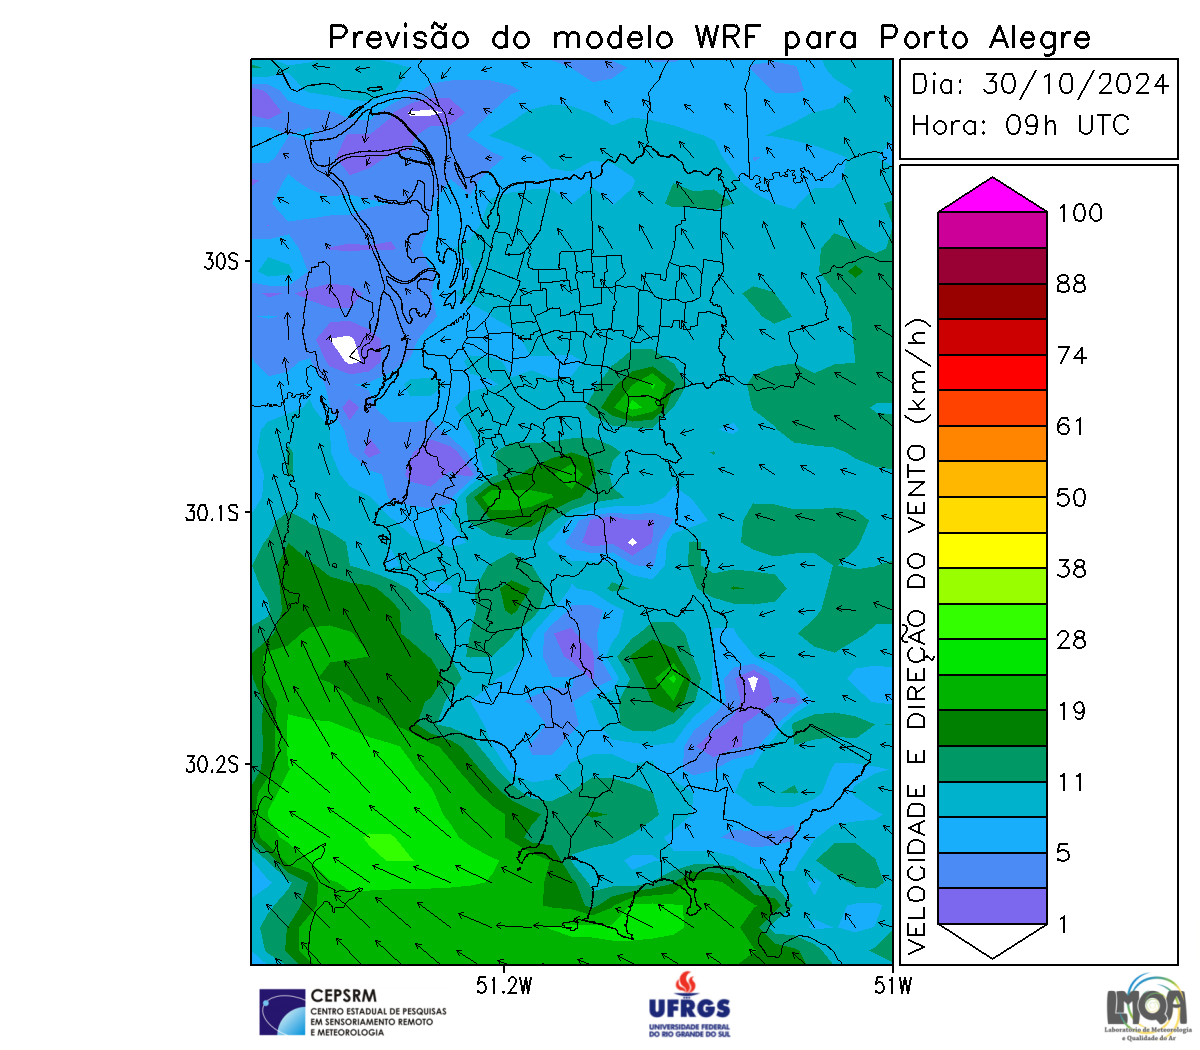 Previsão do modelo WRF para Porto Alegre
Dia: 30/10/2024
Hora: 09h UTC
30S
30.1S
30.2S
51.2W
51W
VELOCIDADE E DIREÇÃO DO VENTO (km/h)
100
88
74
61
50
38
28
19
11
5
1
CEPSRM
CENTRO ESTADUAL DE PESQUISAS
EM SENSORIAMENTO REMOTO
E METEOROLOGIA
UFRGS
UNIVERSIDADE FEDERAL
DO RIO GRANDE DO SUL
LMQA
Laboratório de Meteorologia
e Qualidade do Ar